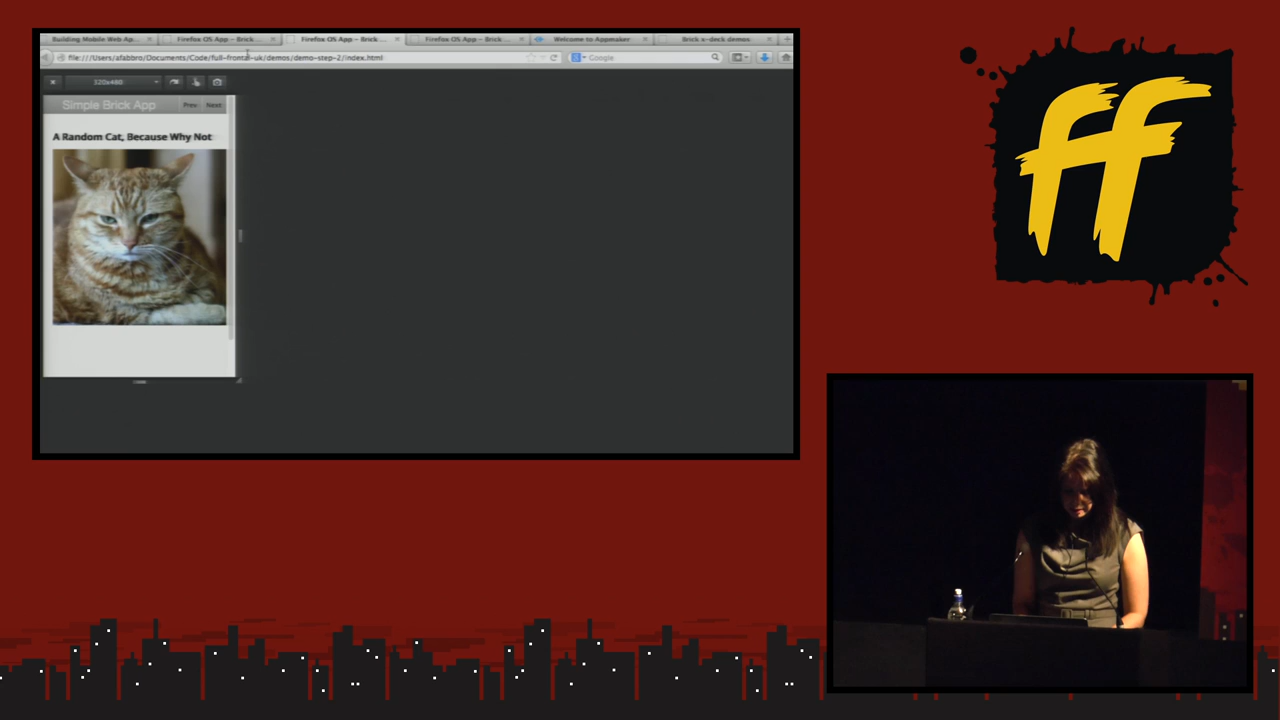 Building Mobile Web Ap...
Firefox OS App – Brick ...
Firefox OS App – Brick ...
Firefox OS App – Brick ...
Welcome to Appmaker
Brick x-deck demos
file:///Users/afabbro/Documents/Code/full-frontal-uk/demos/demo-step-2/index.html
Google
320x480
Simple Brick App
Prev
Next
A Random Cat, Because Why Not
ff